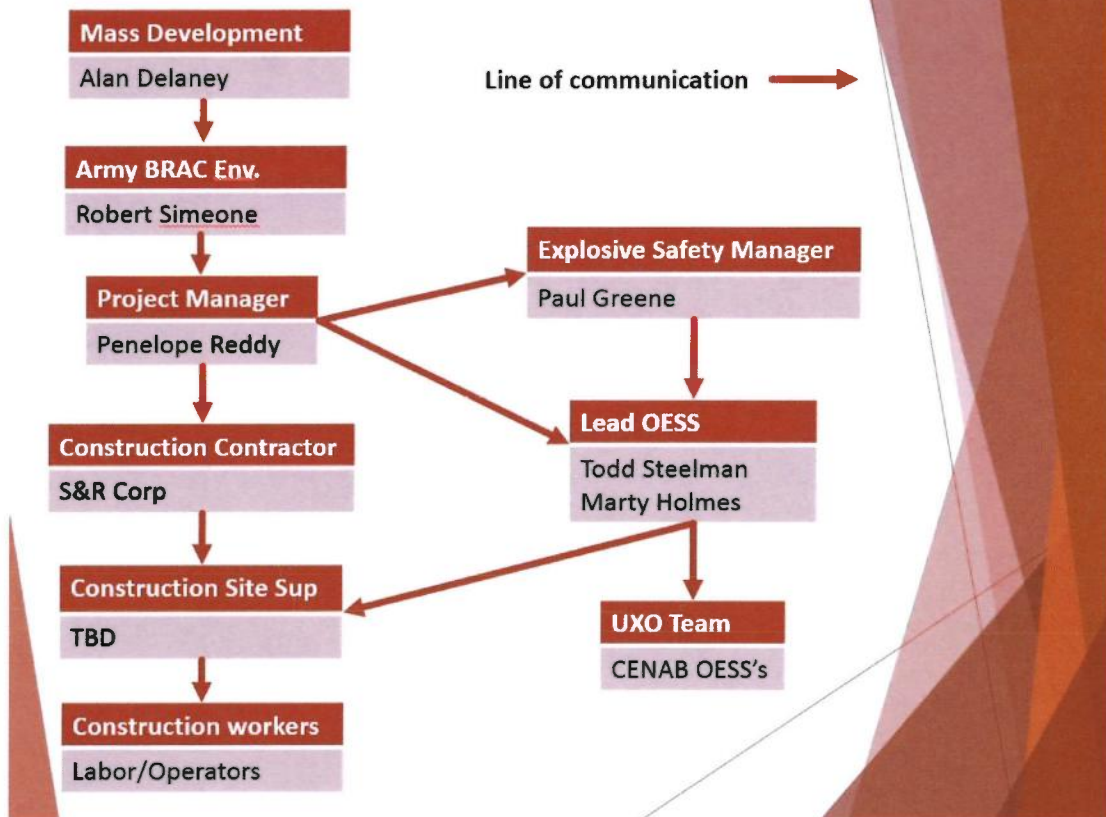 Mass Development
Alan Delaney
Line of communication
Army BRAC Env.
Robert Simeone
Explosive Safety Manager
Paul Greene
Project Manager
Penelope Reddy
Lead OESS
Todd Steelman
Marty Holmes
Construction Contractor
S&R Corp
Construction Site Sup
TBD
UXO Team
CENAB OESS's
Construction workers
Labor/Operators